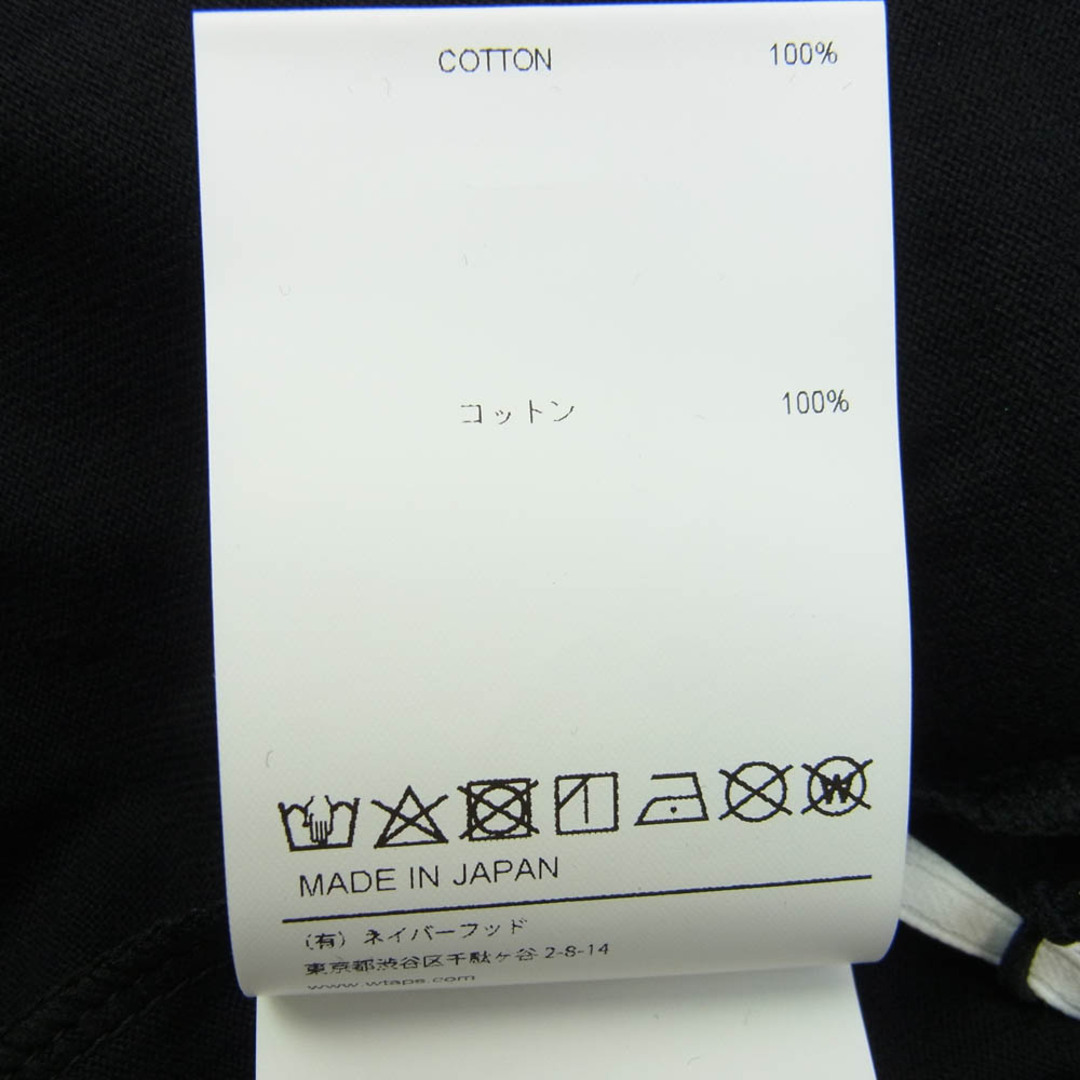 COTTON 100%
コットン 100%
W
MADE IN JAPAN
(有) ネイバーフッド
東京都渋谷区千駄ヶ谷 2-8-14
www.wtaps.com